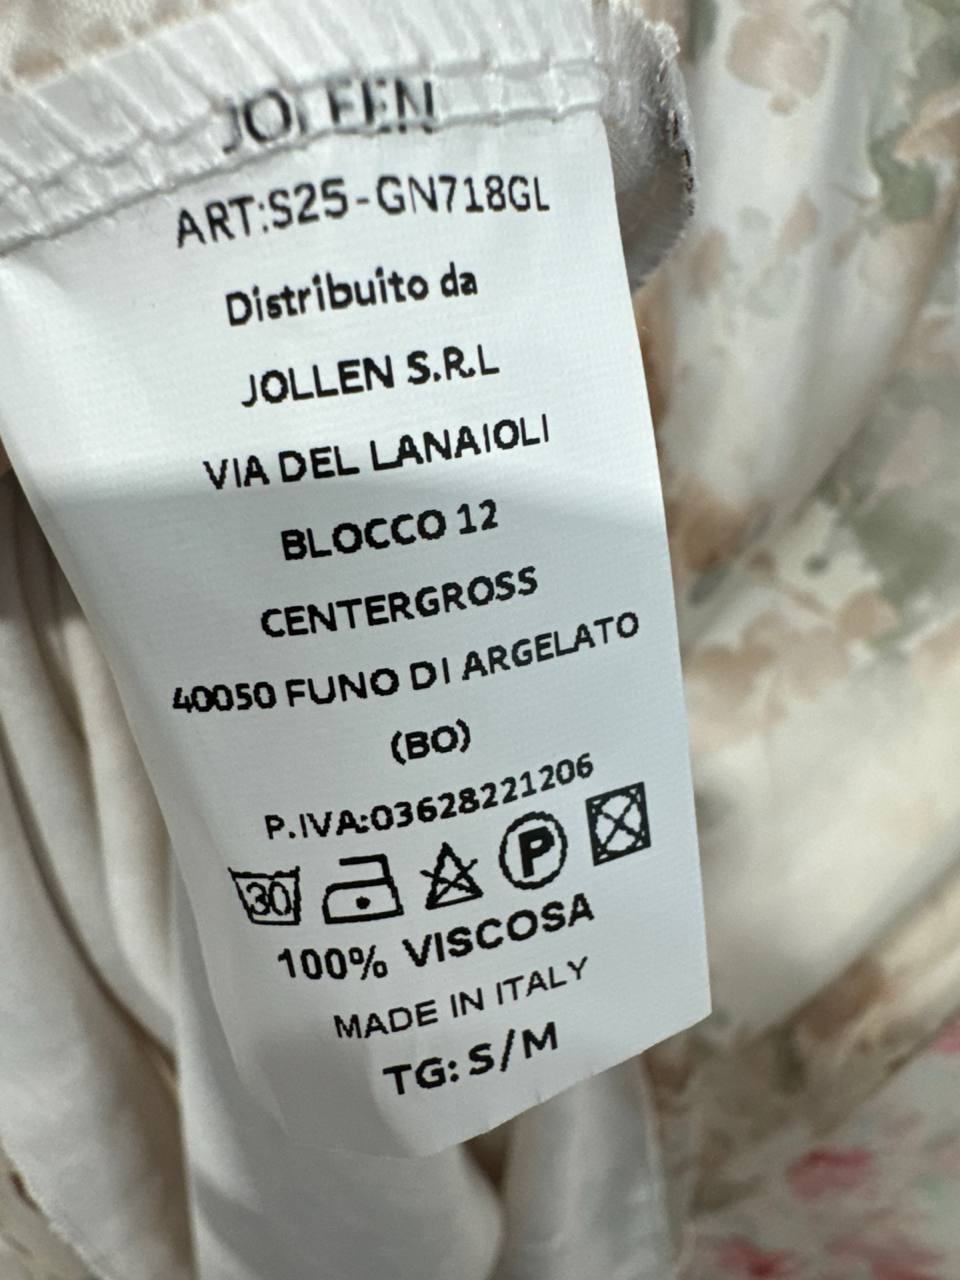 JOLEEN
ART:S25-GN718GL
Distribuito da
JOLLEN S.R.L
VIA DEL LANAIOLI
BLOCCO 12
CENTERGROSS
40050 FUNO DI ARGELATO
(BO)
P.IVA:03628221206
30 P
100% VISCOSA
MADE IN ITALY
TG: S/M